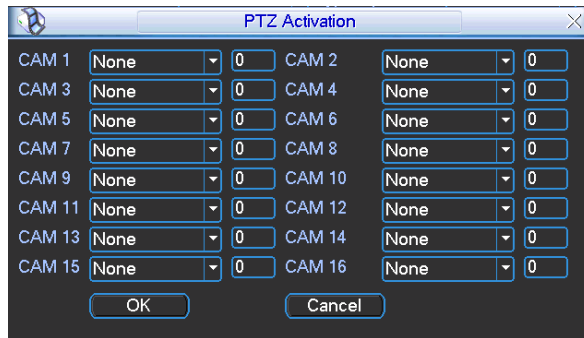 PTZ Activation
CAM 1 None 0 CAM 2 None 0
CAM 3 None 0 CAM 4 None 0
CAM 5 None 0 CAM 6 None 0
CAM 7 None 0 CAM 8 None 0
CAM 9 None 0 CAM 10 None 0
CAM 11 None 0 CAM 12 None 0
CAM 13 None 0 CAM 14 None 0
CAM 15 None 0 CAM 16 None 0
OK Cancel